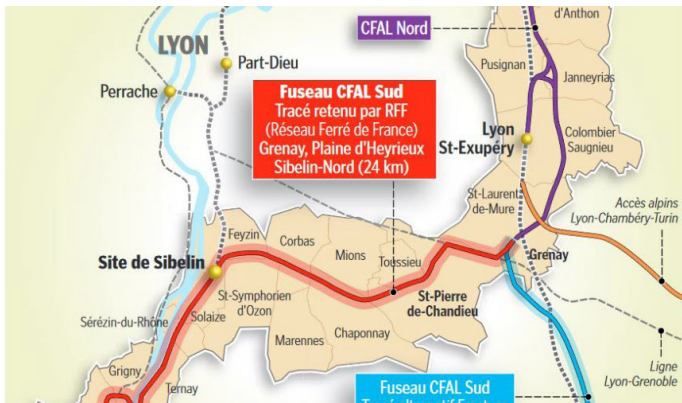 d'Anthon
CFAL Nord
LYON
Pusignan
Part-Dieu
Janneyrias
Perrache
Fuseau CFAL Sud
Tracé retenu par RFF
(Réseau Ferré de France)
Grenay, Plaine d'Heyrieux
Sibelin-Nord (24 km)
Lyon
St-Exupéry
Colombier
Saugnieu
St-Laurent
de-Mure
Accès alpins
Lyon-Chambéry-Turin
Feyzin
Corbas
Mions
Toussieu
Grenay
Site de Sibelin
St-Pierre
de-Chandieu
St-Symphorien
d'Ozon
Solaize
Sérézin-du-Rhône
Marennes
Chaponnay
Ligne
Lyon-Grenoble
Grigny
Ternay
Fuseau CFAL Sud